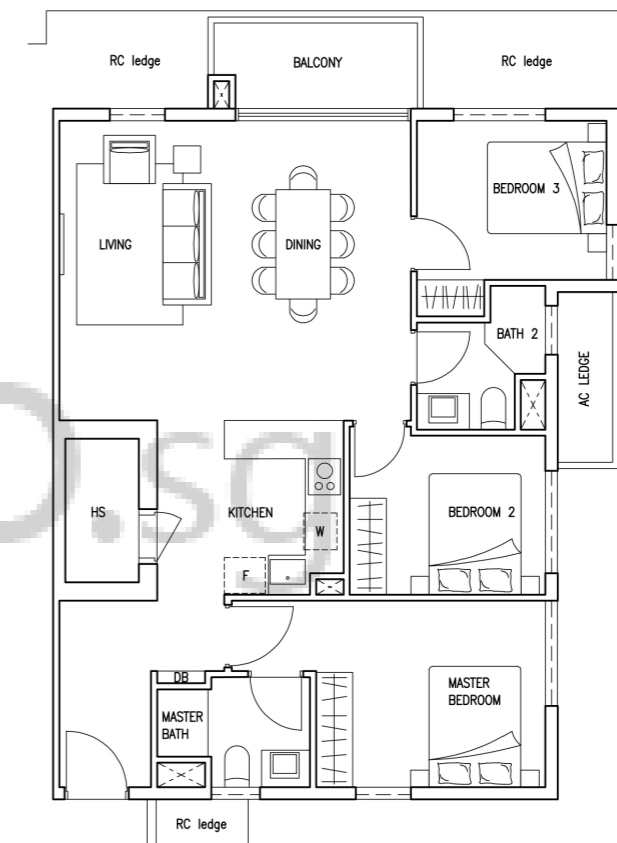 RC ledge
BALCONY
RC ledge
BEDROOM 3
LIVING
DINING
BATH 2
AC LEDGE
X
HS
KITCHEN
W
BEDROOM 2
F
DB
MASTER
BATH
MASTER
BEDROOM
RC ledge
.sg